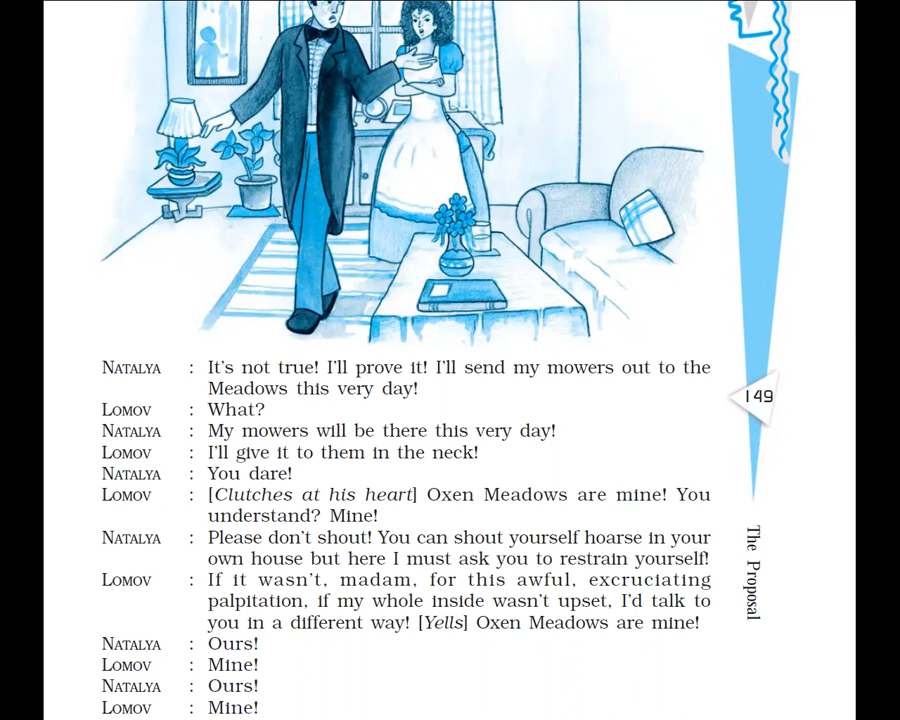 NATALYA : It's not true! I'll prove it! I'll send my mowers out to the
Meadows this very day!
LOMOV : What?
NATALYA : My mowers will be there this very day!
LOMOV : I'll give it to them in the neck!
NATALYA : You dare!
LOMOV : [Clutches at his heart] Oxen Meadows are mine! You
understand? Mine!
NATALYA : Please don't shout! You can shout yourself hoarse in your
own house but here I must ask you to restrain yourself!
LOMOV : If it wasn't, madam, for this awful, excruciating
palpitation, if my whole inside wasn't upset, I'd talk to
you in a different way! [Yells] Oxen Meadows are mine!
NATALYA : Ours!
LOMOV : Mine!
NATALYA : Ours!
LOMOV : Mine!
149
The Proposal